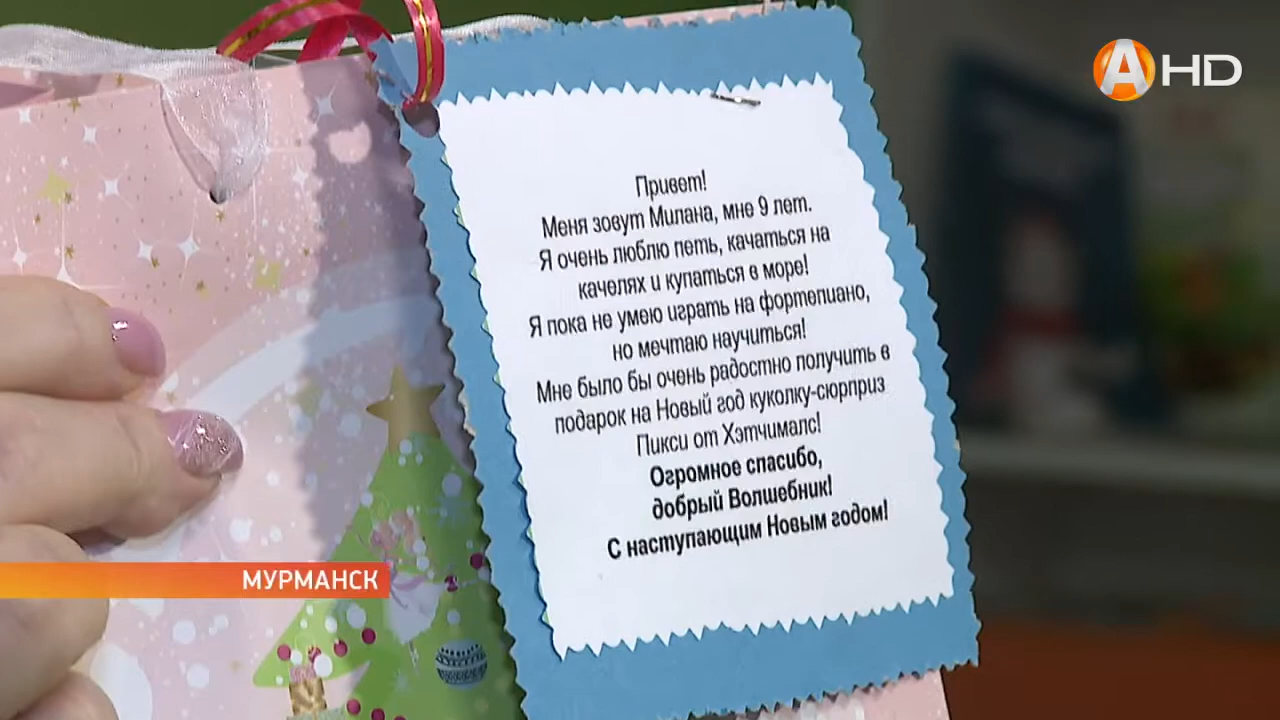 А HD
Привет!
Меня зовут Милана, мне 9 лет.
Я очень люблю петь, качаться на
качелях и купаться в море!
Я пока не умею играть на фортепиано,
но мечтаю научиться!
Мне было бы очень радостно получить в
подарок на Новый год куколку-сюрприз
Пикси от Хэтчималс!
Огромное спасибо,
добрый Волшебник!
С наступающим Новым годом!
МУРМАНСК